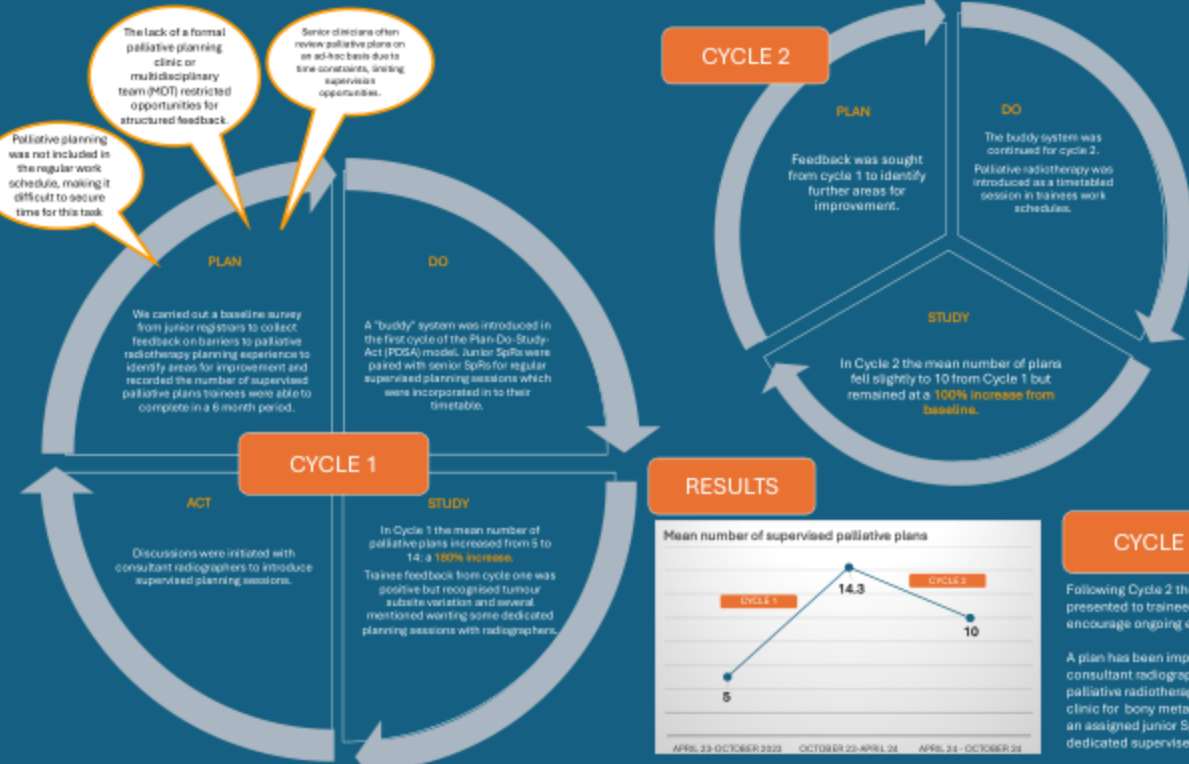 Palliative planning
was not included in
the regular work
schedule, making it
difficult to secure
time for this task
The lack of a formal
palliative planning
clinic or
multidisciplinary
team (MDT) restricted
opportunities for
structured feedback.
Senior clinicians often
review palliative plans on
an ad-hoc basis due to
time constraints, limiting
supervision
opportunities.
PLAN
We carried out a baseline survey
from junior registrars to collect
feedback on barriers to palliative
radiotherapy planning experience to
identify areas for improvement and
recorded the number of supervised
palliative plans trainees were able to
complete in a 6 month period.
DO
A "buddy" system was introduced in
the first cycle of the Plan-Do-Study-
Act (PDSA) model. Junior SpRs were
paired with senior SpRs for regular
supervised planning sessions which
were incorporated in to their
timetable.
CYCLE 1
ACT
Discussions were initiated with
consultant radiographers to introduce
supervised planning sessions.
STUDY
In Cycle 1 the mean number of
palliative plans increased from 5 to
14: a 180% increase.
Trainee feedback from cycle one was
positive but recognised tumour
subsite variation and several
mentioned wanting some dedicated
planning sessions with radiographers.
CYCLE 2
PLAN
Feedback was sought
from cycle 1 to identify
further areas for
improvement.
DO
The buddy system was
continued for cycle 2.
Palliative radiotherapy was
introduced as a timetabled
session in trainees work
schedules.
STUDY
In Cycle 2 the mean number of plans
fell slightly to 10 from Cycle 1 but
remained at a 100% increase from
baseline.
RESULTS
Mean number of supervised palliative plans
CYCLE 1
14.3
CYCLE 2
10
5
APRIL 23-OCTOBER 2023 OCTOBER 23-APRIL 24 APRIL 24 - OCTOBER 24
CYCLE
Following Cycle 2 the
presented to trainee
encourage ongoing e
A plan has been imp
consultant radiograp
palliative radiotherap
clinic for bony meta
an assigned junior S
dedicated supervise